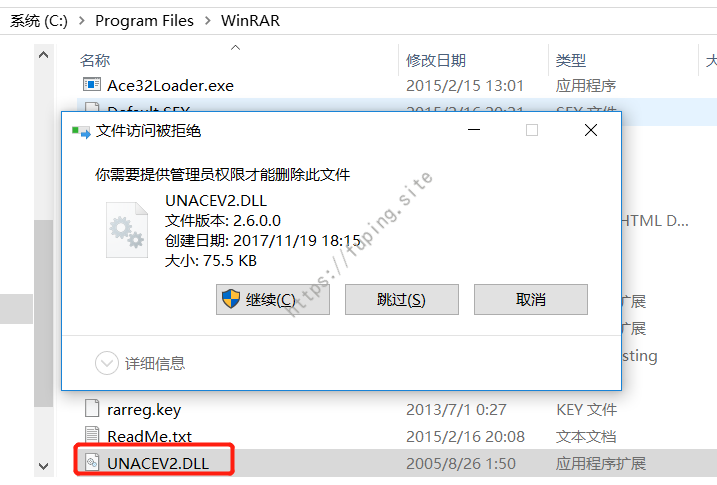 系统 (C:) > Program Files > WinRAR
名称 修改日期 类型 大
Ace32Loader.exe 2015/2/15 13:01 应用程序
Default.SFX 2015/2/16 20:21 SFX 文件
文件访问被拒绝
你需要提供管理员权限才能删除此文件
UNACEV2.DLL
文件版本: 2.6.0.0
创建日期: 2017/11/19 18:15
大小: 75.5 KB
HTML D...
继续(C) 跳过(S) 取消
扩展
扩展
esting
详细信息
rarreg.key 2013/7/1 0:27 KEY 文件
ReadMe.txt 2015/2/16 20:08 文本文档
UNACEV2.DLL 2005/8/26 1:50 应用程序扩展
https://fuping.site